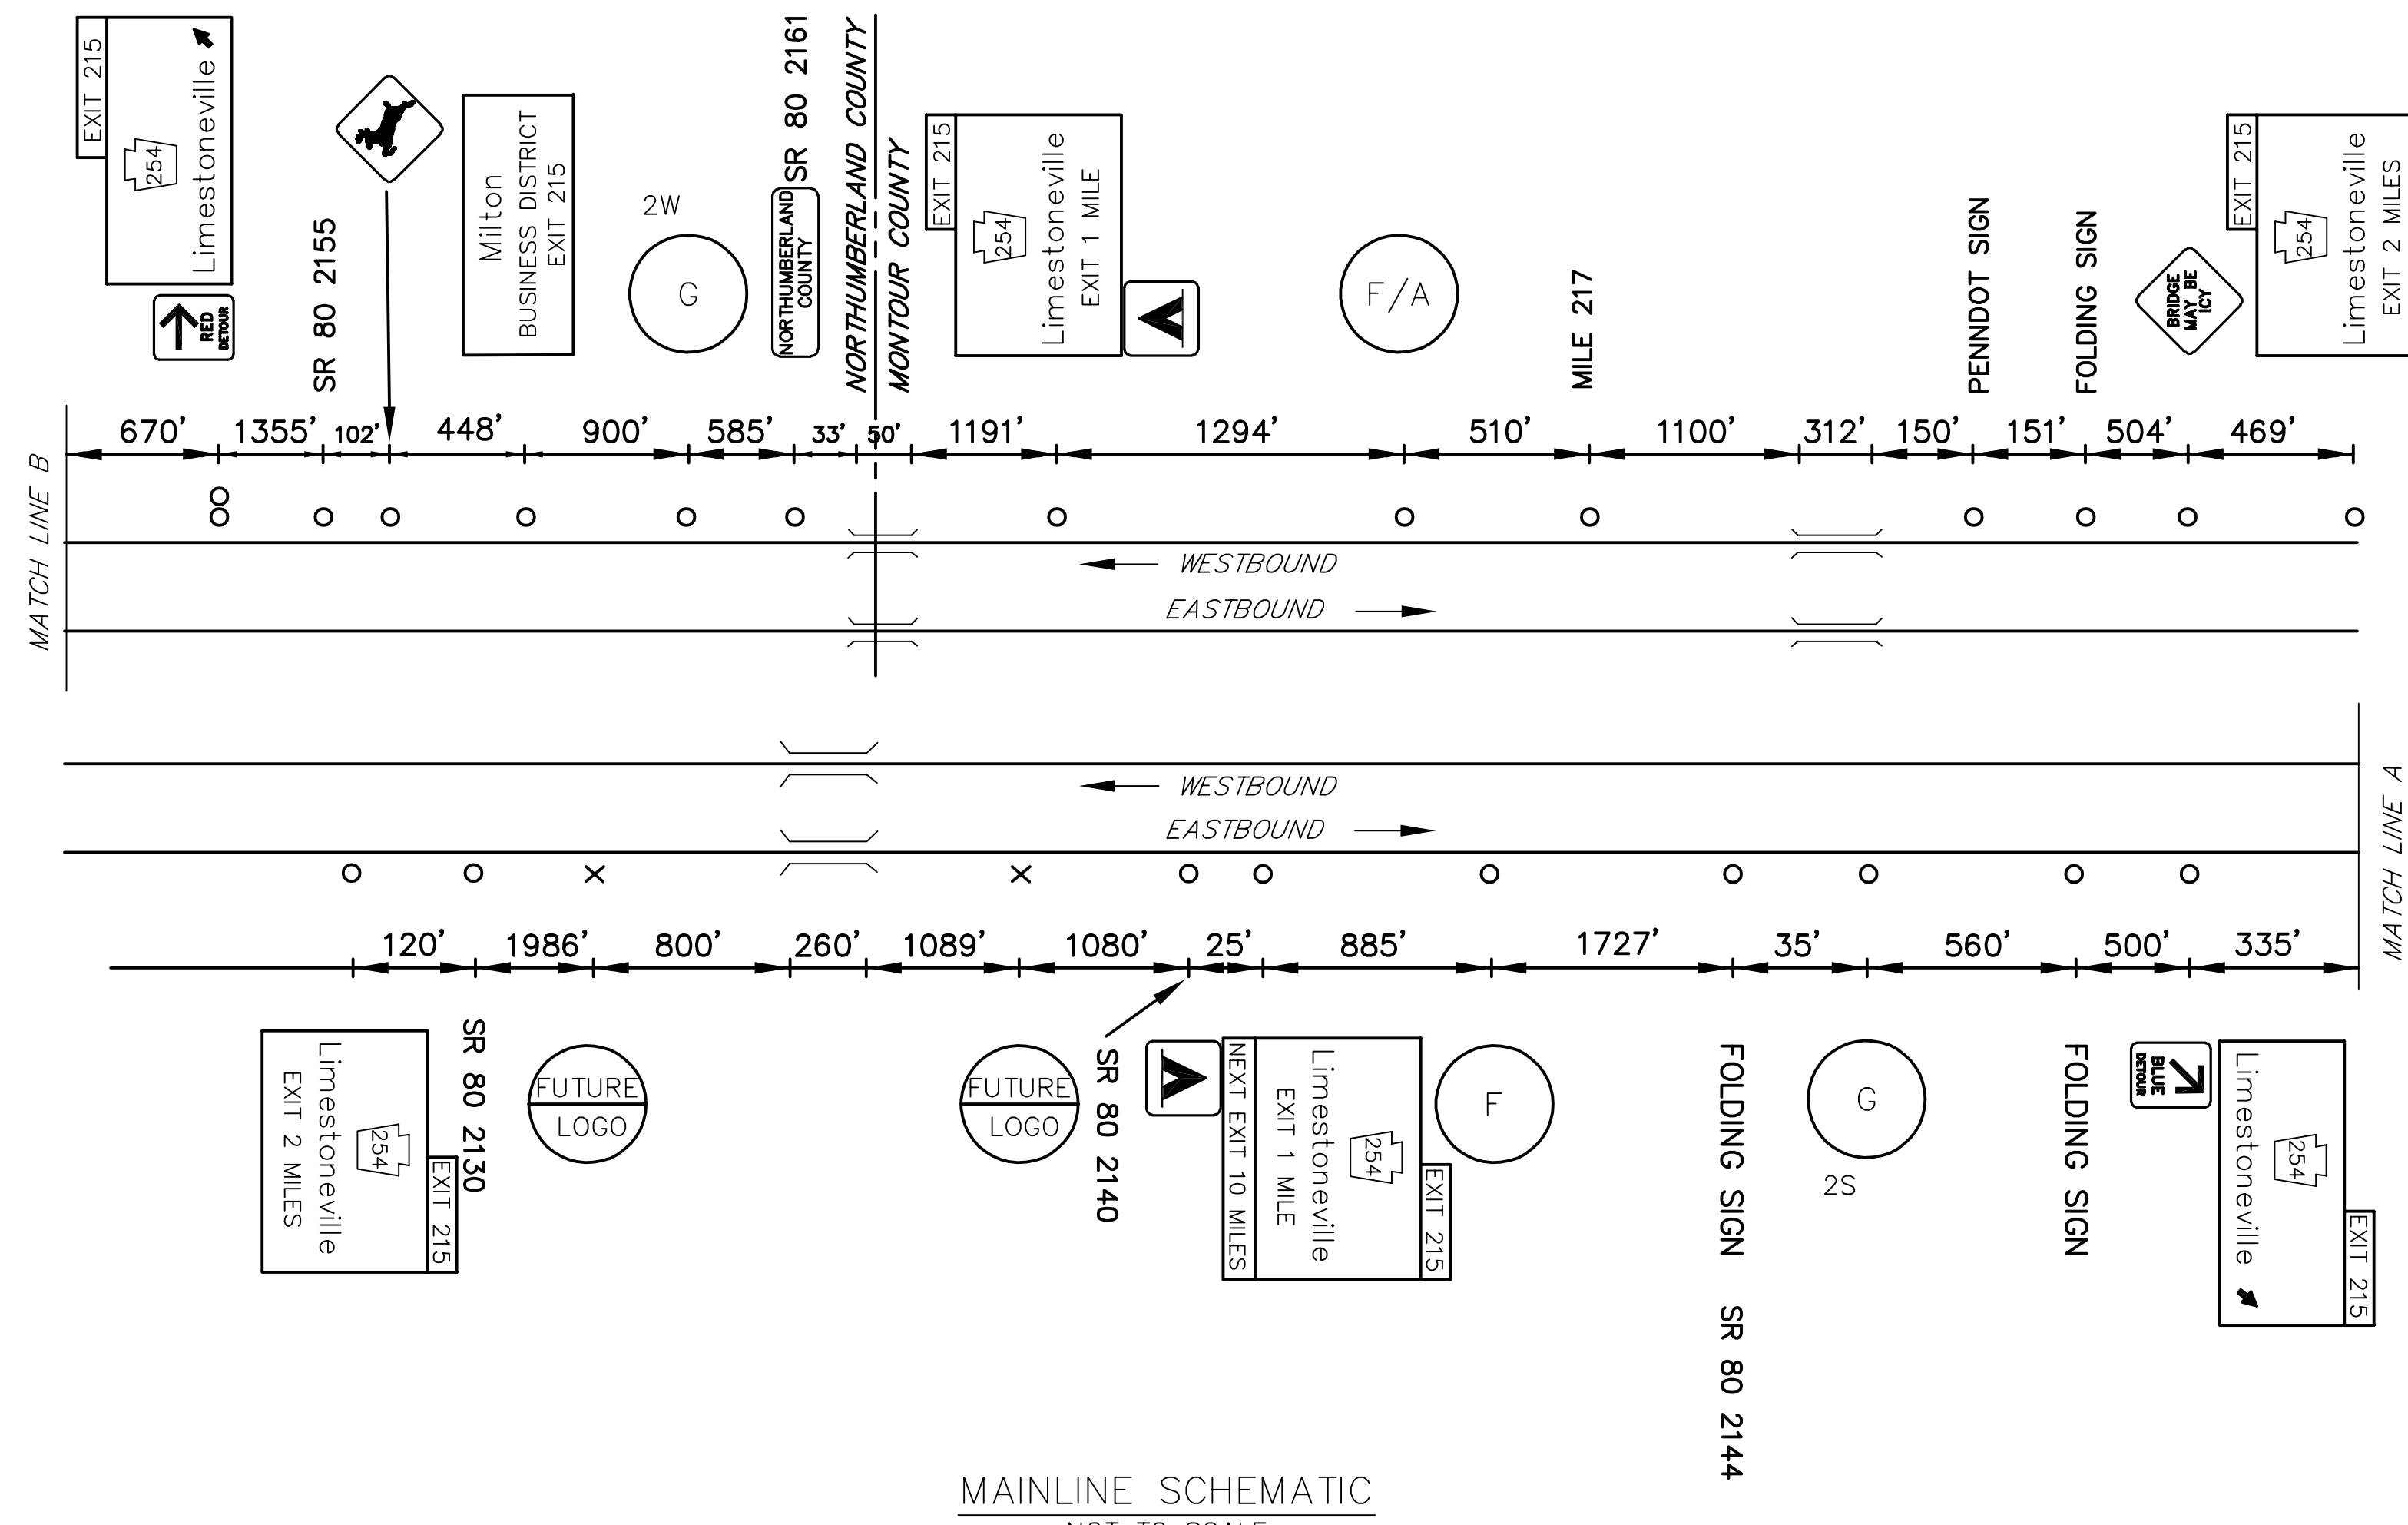 EXIT 215
254
Limestoneville
RED
DETOUR
SR 80 2155
Milton
BUSINESS DISTRICT
EXIT 215
2W
G
SR 80 2161
NORTHUMBERLAND
COUNTY
NORTHUMBERLAND COUNTY
MONTOUR COUNTY
EXIT 215
254
Limestoneville
EXIT 1 MILE
F/A
MILE 217
PENNDOT SIGN
FOLDING SIGN
BRIDGE
MAY BE
ICY
EXIT 215
254
Limestoneville
EXIT 2 MILES
670' 1355' 102' 448' 900' 585' 33' 50' 1191' 1294' 510' 1100' 312' 150' 151' 504' 469'
MATCH LINE B
WESTBOUND
EASTBOUND
WESTBOUND
EASTBOUND
MATCH LINE A
120' 1986' 800' 260' 1089' 1080' 25' 885' 1727' 35' 560' 500' 335'
EXIT 215
254
Limestoneville
EXIT 2 MILES
SR 80 2130
FUTURE
LOGO
FUTURE
LOGO
SR 80 2140
EXIT 215
254
Limestoneville
EXIT 1 MILE
NEXT EXIT 10 MILES
F
FOLDING SIGN SR 80 2144
G
2S
FOLDING SIGN
BLUE
DETOUR
EXIT 215
254
Limestoneville
MAINLINE SCHEMATIC
NOT TO SCALE